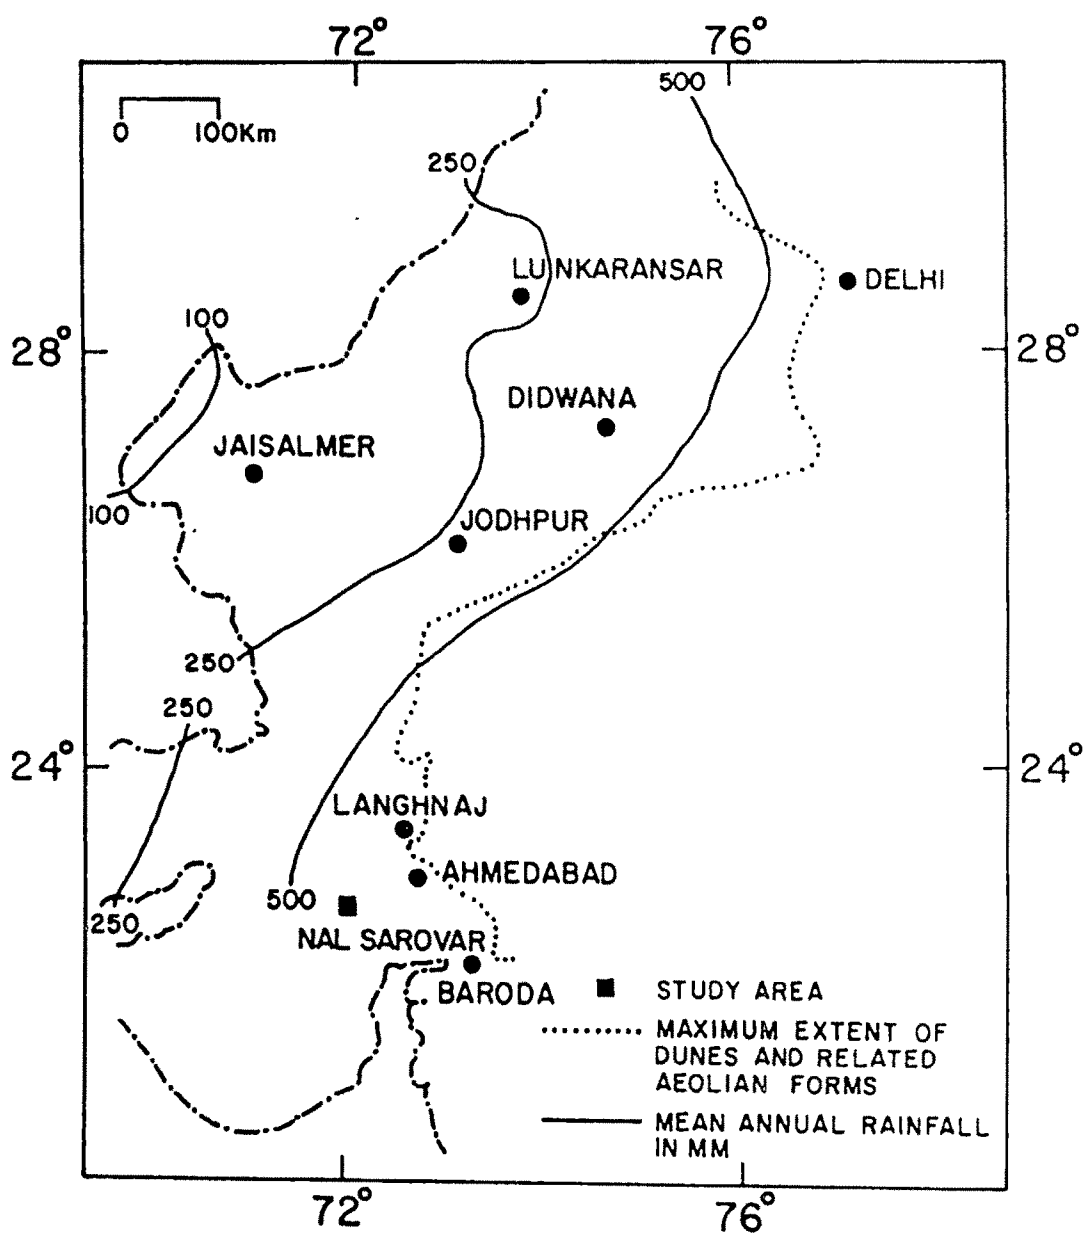 72° 76°
500
0 100Km
250
LUNKARANSAR
DELHI
100
28° 28°
DIDWANA
JAISALMER
100
JODHPUR
250
250
24° 24°
LANGHNAJ
AHMEDABAD
500
250
NAL SAROVAR
BARODA
STUDY AREA
MAXIMUM EXTENT OF
DUNES AND RELATED
AEOLIAN FORMS
MEAN ANNUAL RAINFALL
IN MM
72° 76°